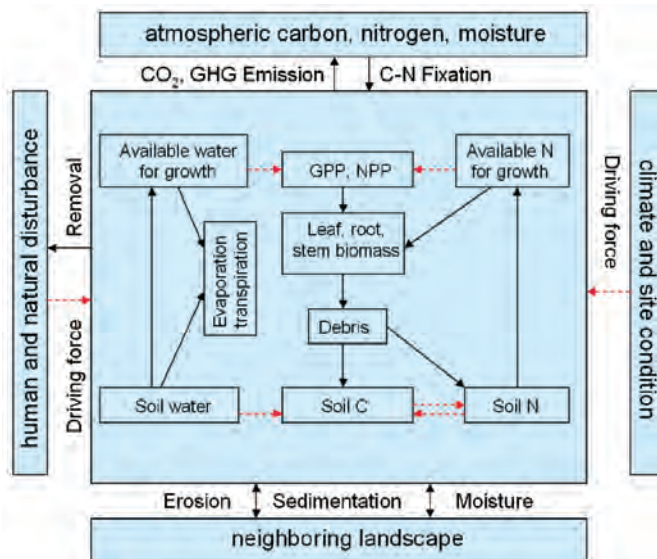 atmospheric carbon, nitrogen, moisture
CO₂, GHG Emission
C-N Fixation
human and natural disturbance
Removal
Driving force
Available water
for growth
GPP, NPP
Available N
for growth
Leaf, root,
stem biomass
Evaporation
transpiration
Debris
Soil water
Soil C
Soil N
Driving force
climate and site condition
Erosion
Sedimentation
Moisture
neighboring landscape